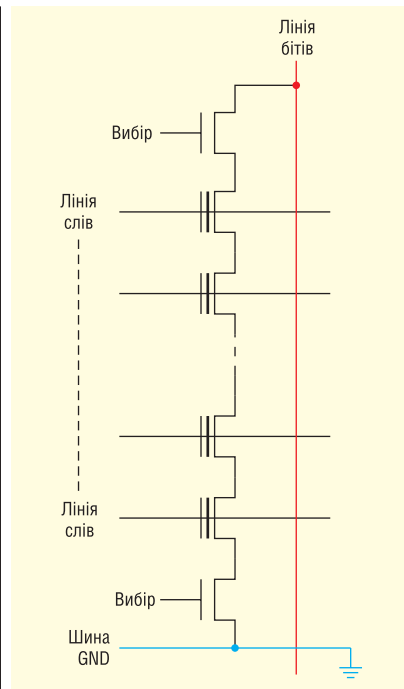 Лінія
бітів
Вибір
Лінія
слів
Лінія
слів
Вибір
Шина
GND